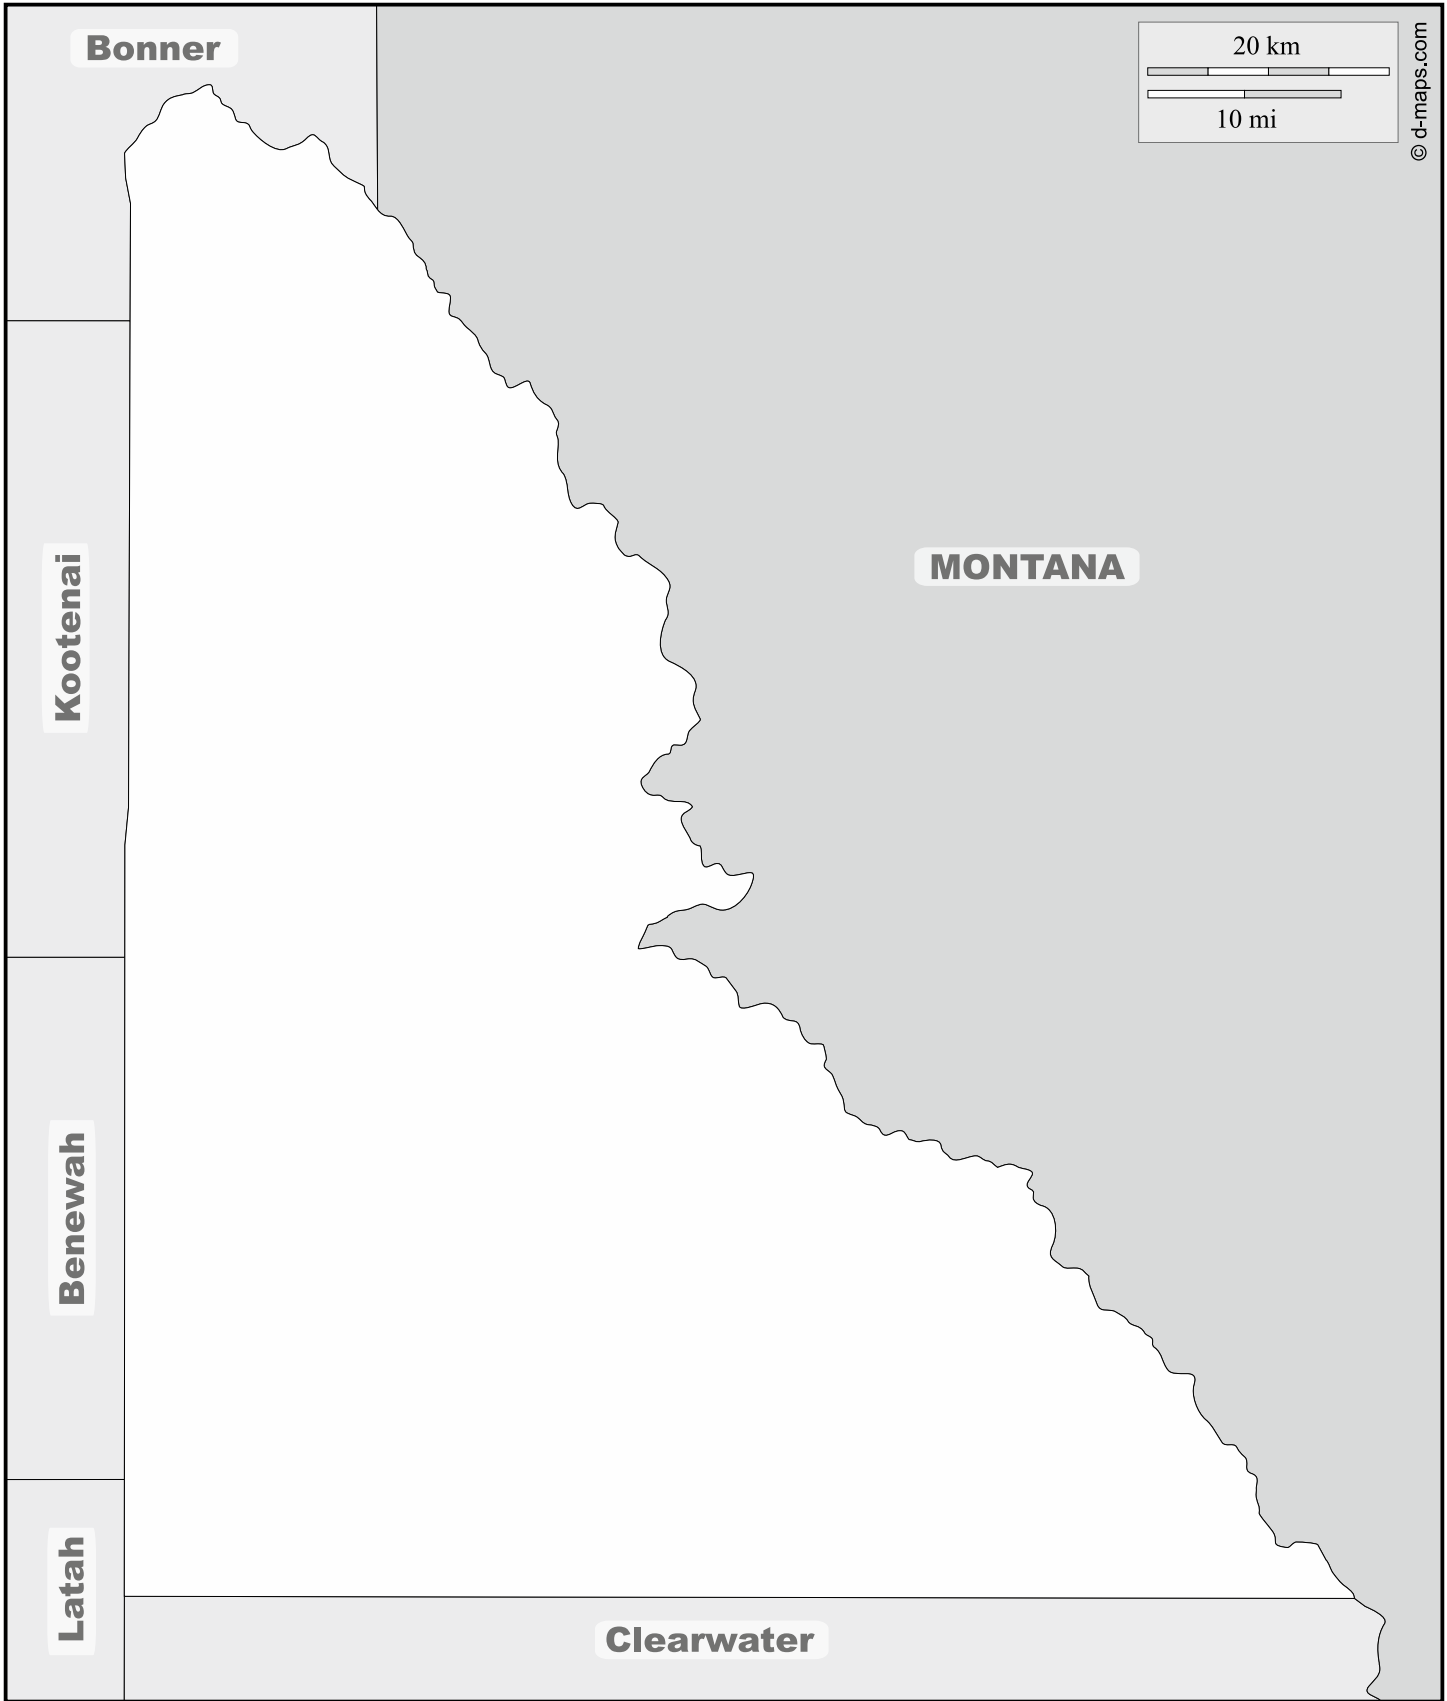 Bonner
20 km
10 mi
© d-maps.com
Kootenai
MONTANA
Benewah
Latah
Clearwater